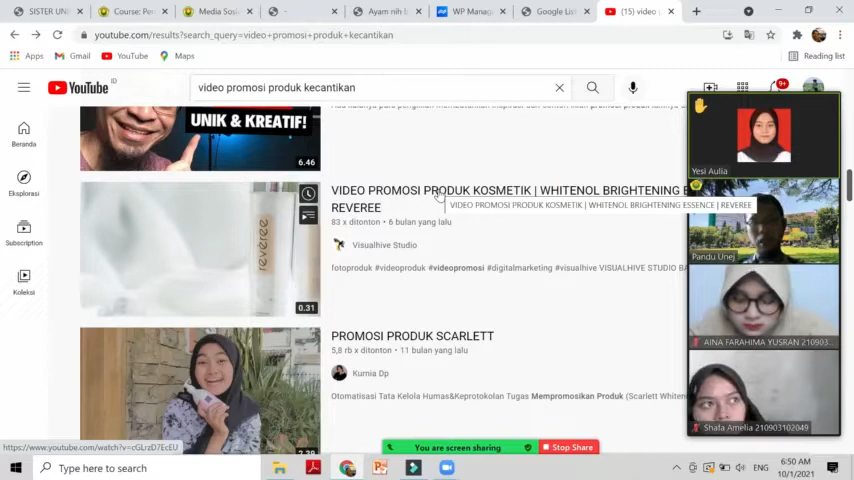 SISTER UN
Course: Pe
Media Sos
-
Ayam nih b
WP Manag
Google List
(15) video
youtube.com/results?search_query=video+promosi+produk+kecantikan
Apps
Gmail
YouTube
Maps
Reading list
YouTube ID
video promosi produk kecantikan
9+
Beranda
Eksplorasi
Subscription
Koleksi
UNIK & KREATIF!
6.46
VIDEO PROMOSI PRODUK KOSMETIK | WHITENOL BRIGHTENING E
REVEREE
VIDEO PROMOSI PRODUK KOSMETIK | WHITENOL BRIGHTENING ESSENCE | REVEREE
83 x ditonton • 6 bulan yang lalu
Visualhive Studio
fotoproduk #videoproduk #videopromosi #digitalmarketing #visualhive VISUALHIVE STUDIO BA
reveree
0.31
PROMOSI PRODUK SCARLETT
5,8 rb x ditonton • 11 bulan yang lalu
Kurnia Dp
Otomatisasi Tata Kelola Humas&Keprotokolan Tugas Mempromosikan Produk (Scarlett Whiten
2.39
Yesi Aulia
Pandu Unej
AINA FARAHIMA YUSRAN 210903...
Shafa Amelia 210903102049
https://www.youtube.com/watch?v=cGLrzD7EcEU
You are screen sharing
Stop Share
Type here to search
ENG
6:50 AM
10/1/2021